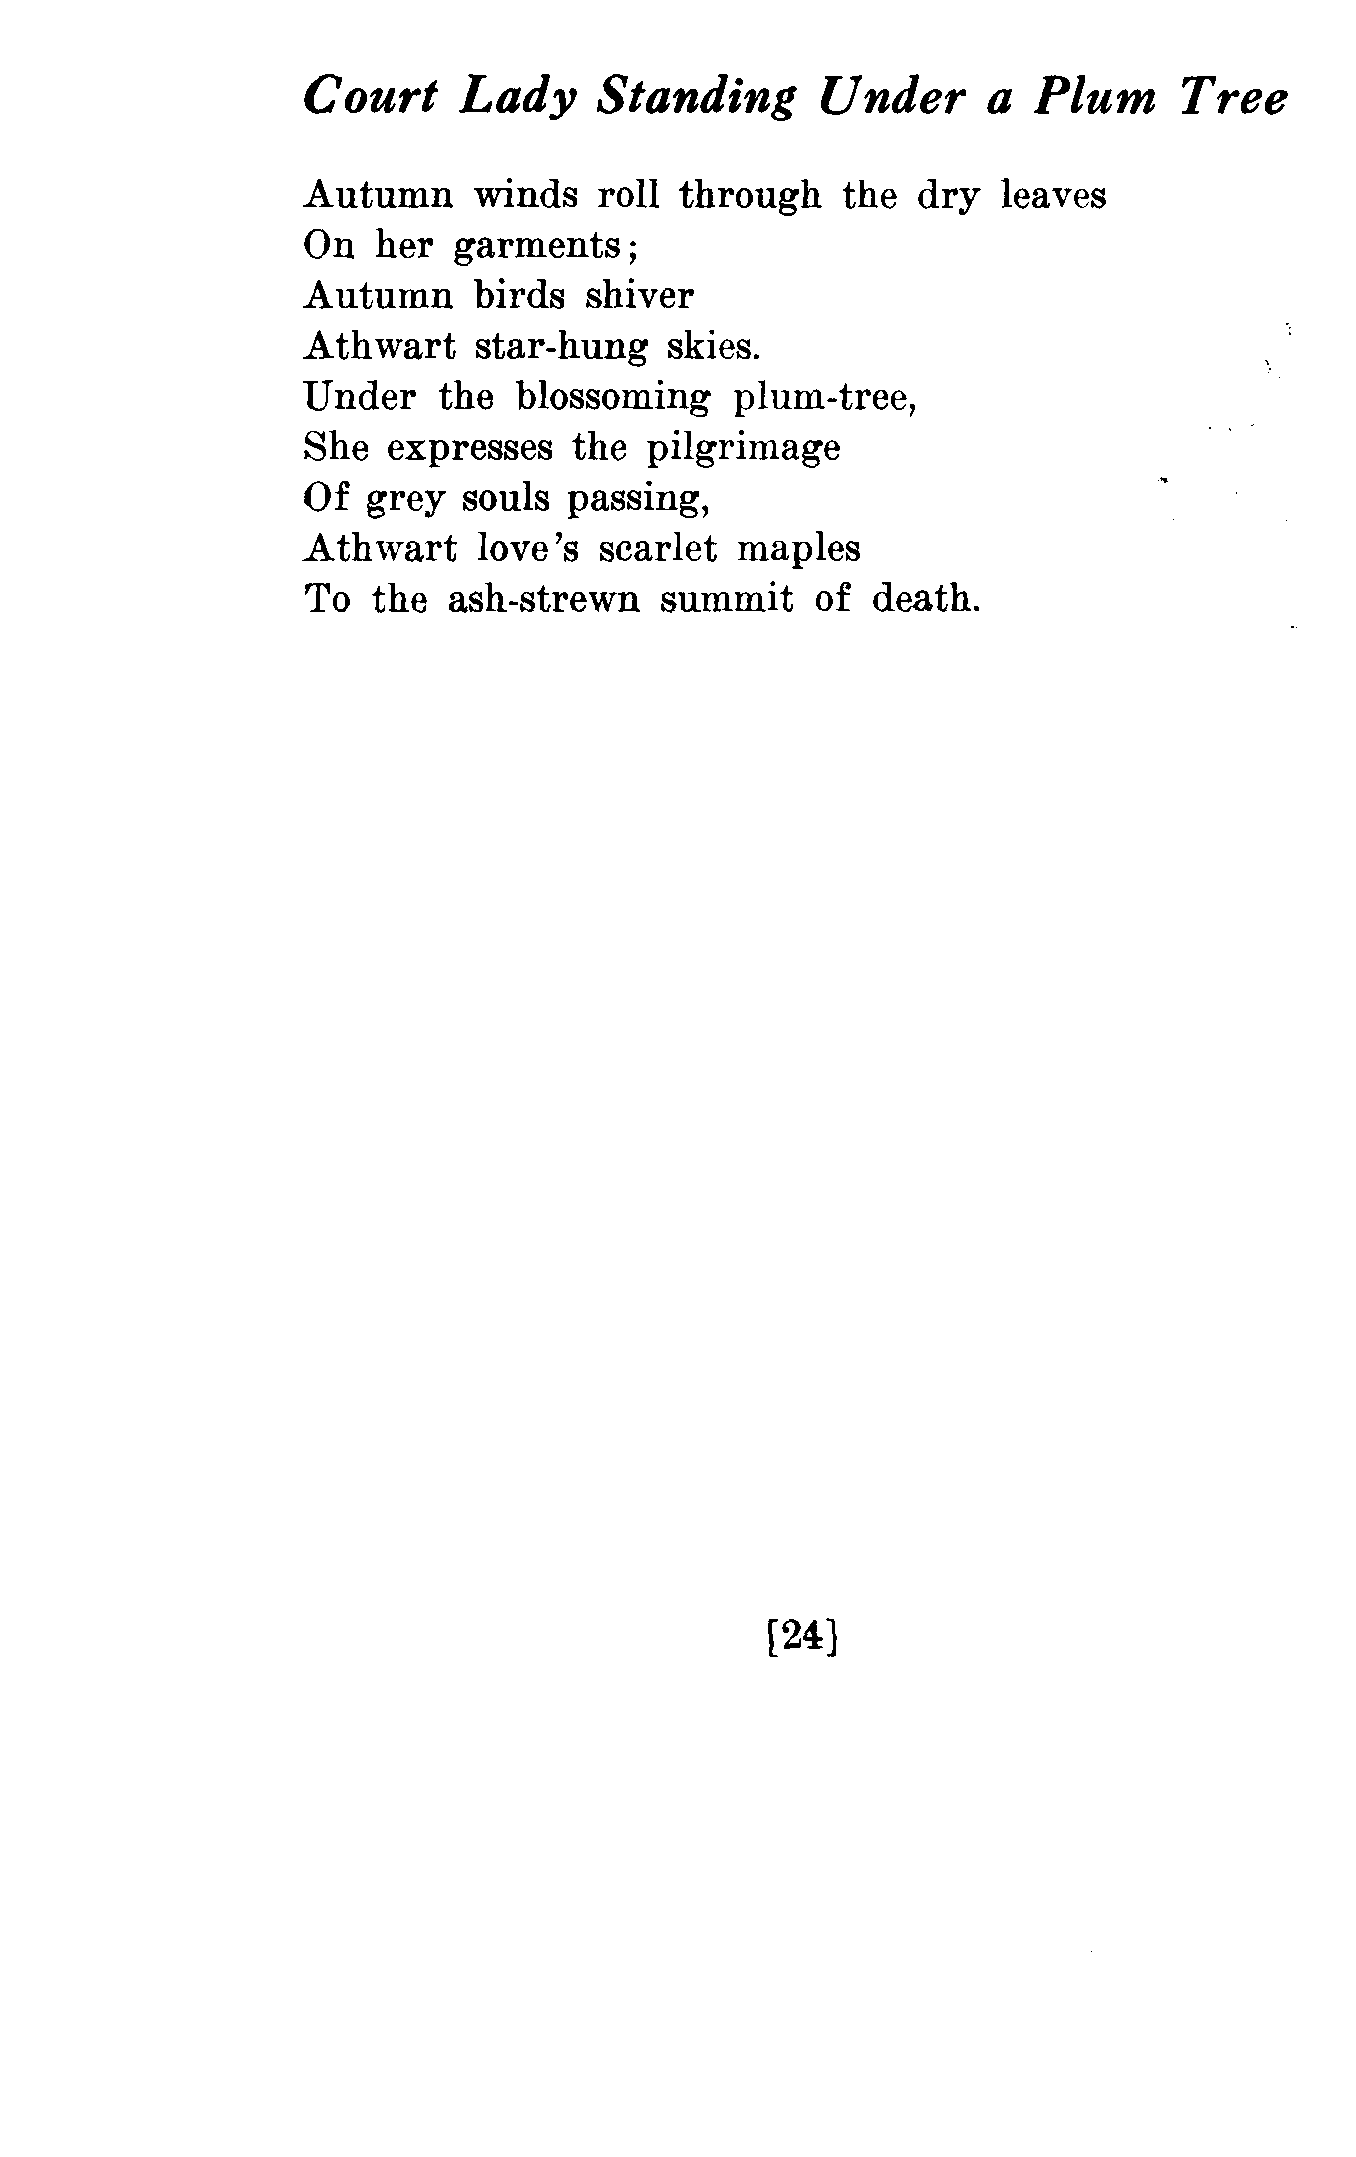 Court Lady Standing Under a Plum Tree
Autumn winds roll through the dry leaves
On her garments;
Autumn birds shiver
Athwart star-hung skies.
Under the blossoming plum-tree,
She expresses the pilgrimage
Of grey souls passing,
Athwart love's scarlet maples
To the ash-strewn summit of death.
[24]